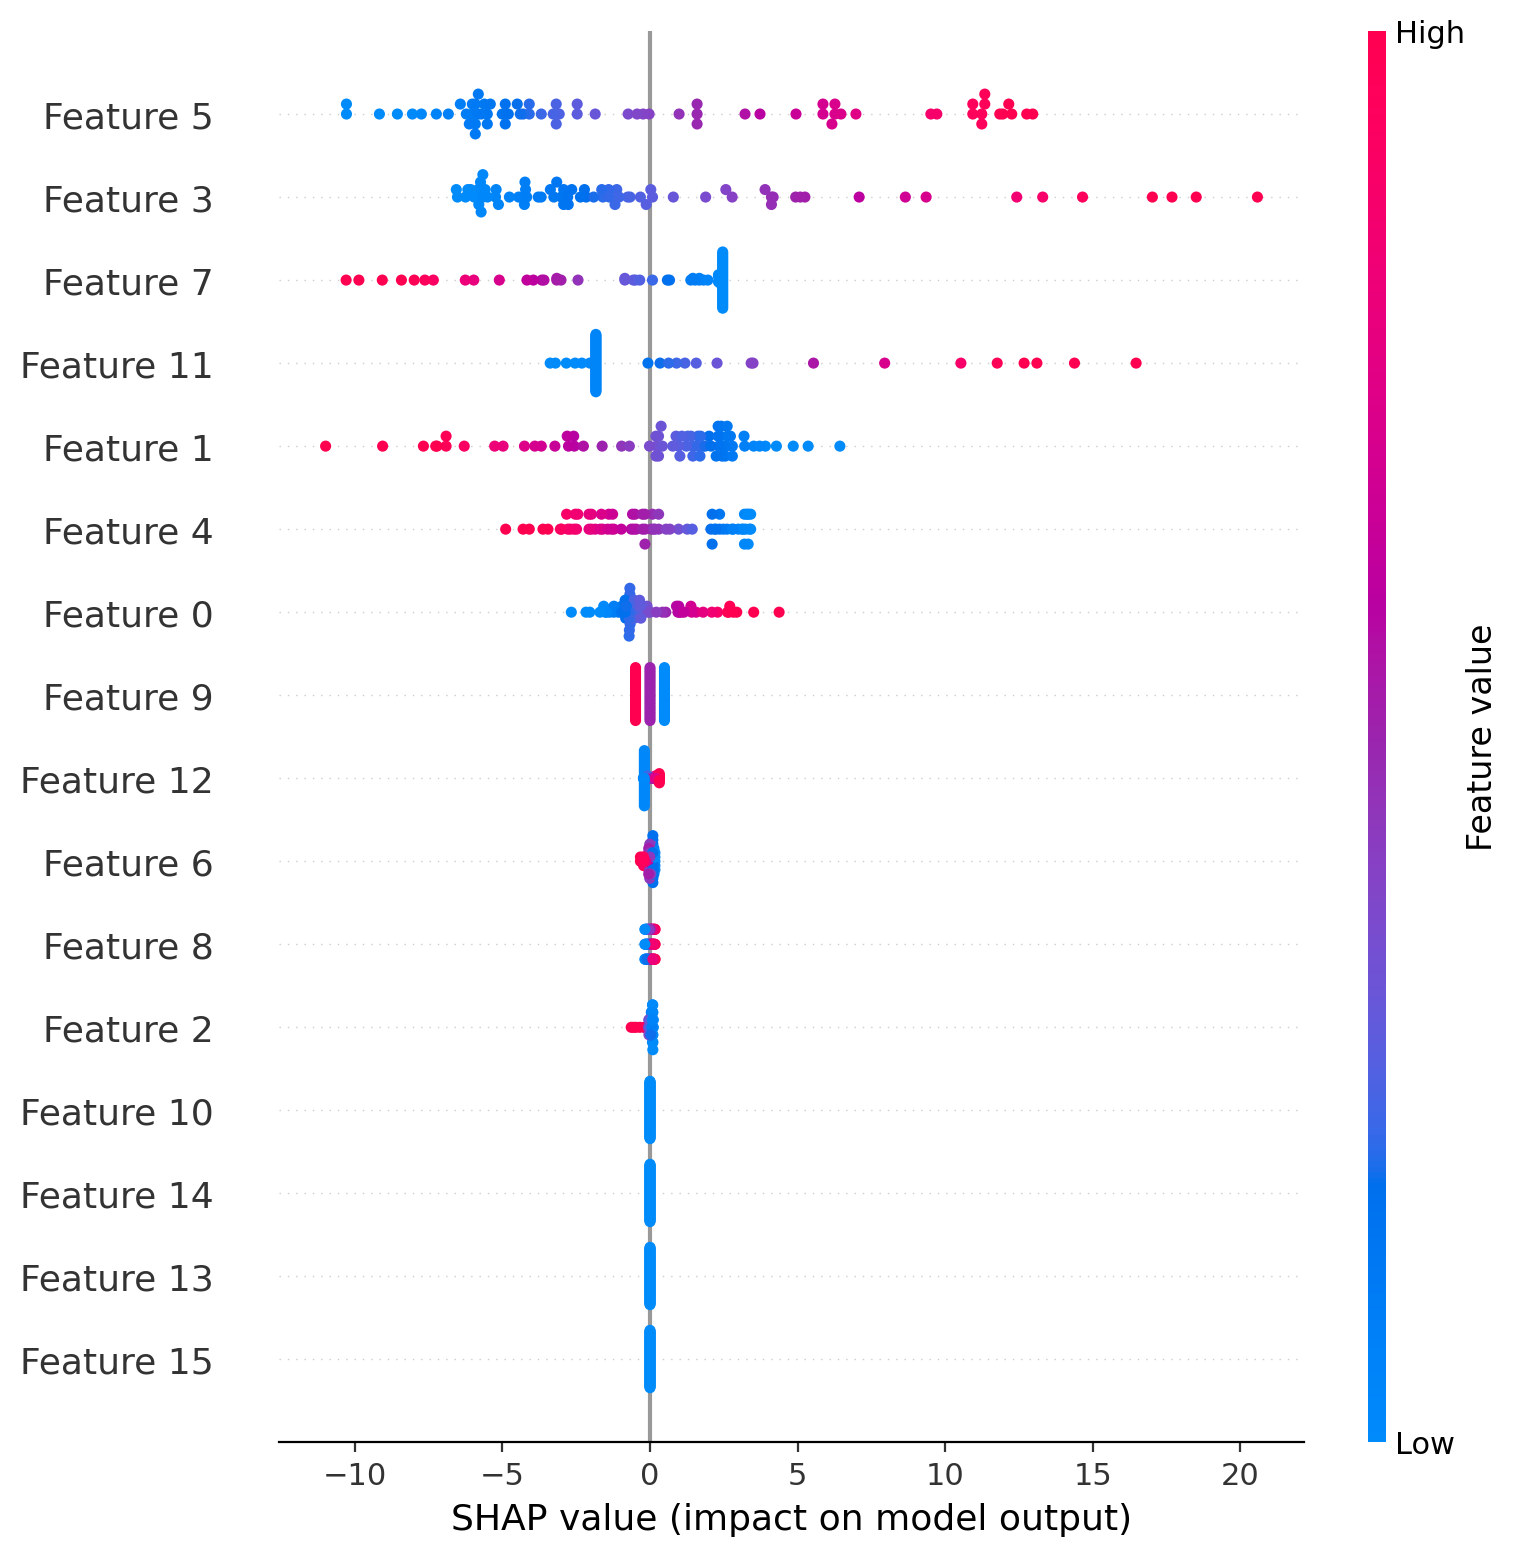 High
Feature 5
Feature 3
Feature 7
Feature 11
Feature 1
Feature 4
Feature 0
Feature 9
Feature 12
Feature 6
Feature 8
Feature 2
Feature 10
Feature 14
Feature 13
Feature 15
Feature value
Low
−10 −5 0 5 10 15 20
SHAP value (impact on model output)